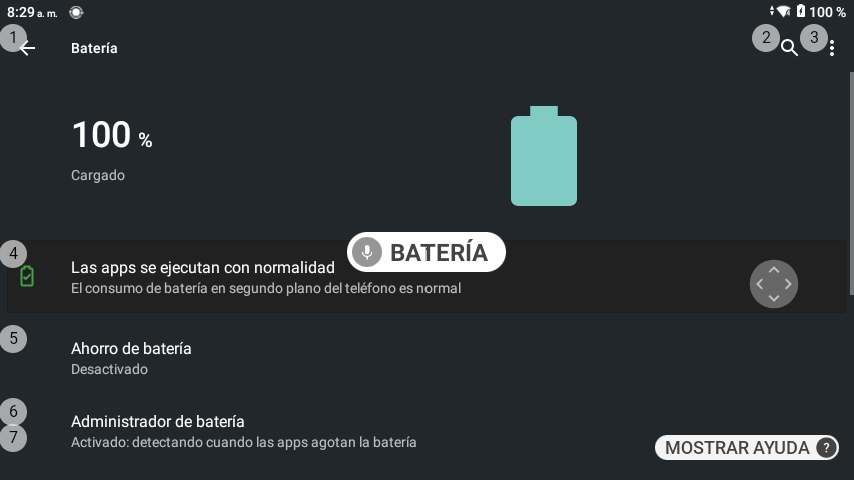 8:29 a. m.
100 %
1
Batería
2
3
100 %
Cargado
BATERÍA
4
Las apps se ejecutan con normalidad
El consumo de batería en segundo plano del teléfono es normal
5
Ahorro de batería
Desactivado
6
Administrador de batería
7
Activado: detectando cuando las apps agotan la batería
MOSTRAR AYUDA ?